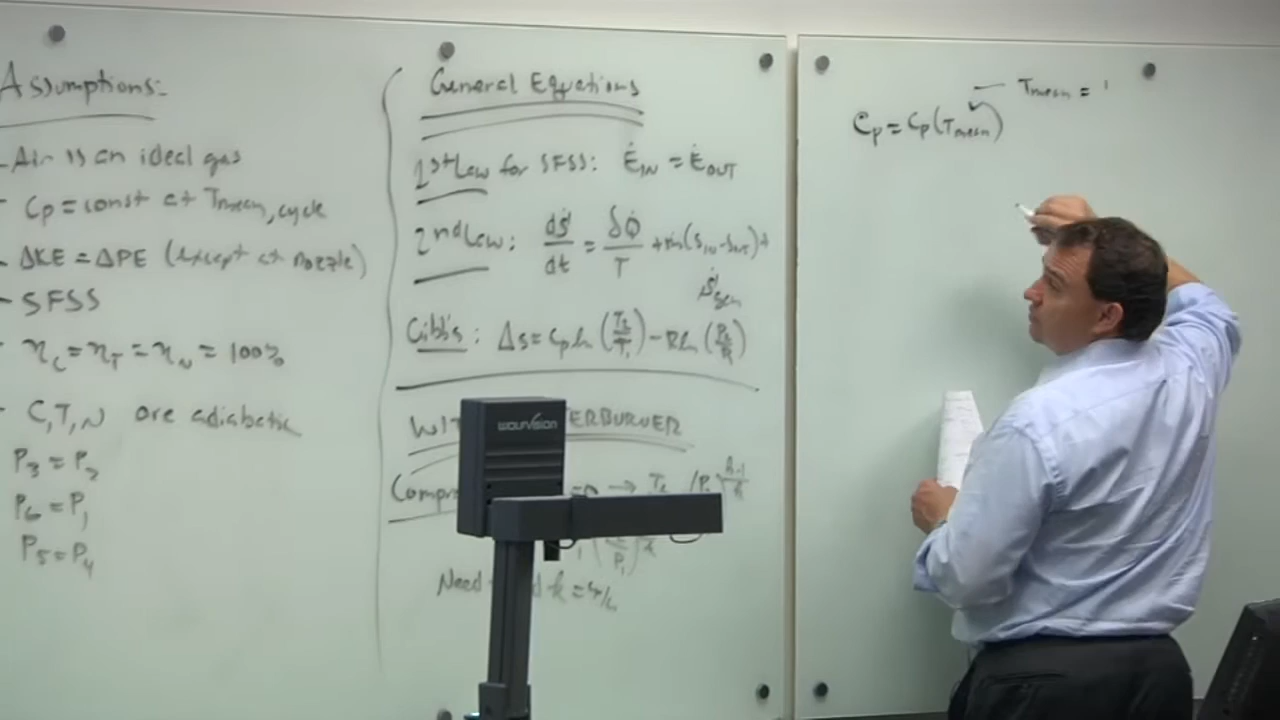 Assumptions:
- Air is an ideal gas
- Cp = const at Tmean, cycle
- ΔKE = ΔPE (except at nozzle)
- SFSS
- ηC = ηT = ηN = 100%
- C, T, N are adiabatic
P3 = P2
P6 = P1
P5 = P4
General Equations
1st Law for SFSS: ĖIN = ĖOUT
2nd Law: dS/dt = δQ̇/T + ṁ(sIN - sOUT) +
Ṡgen
Gibb's: Δs = Cp ln (T2/T1) - R ln (P2/P1)
WIT ERBURNER
Compr
Need d k =
wolfvision
Tmean =
Cp = Cp(Tmean)